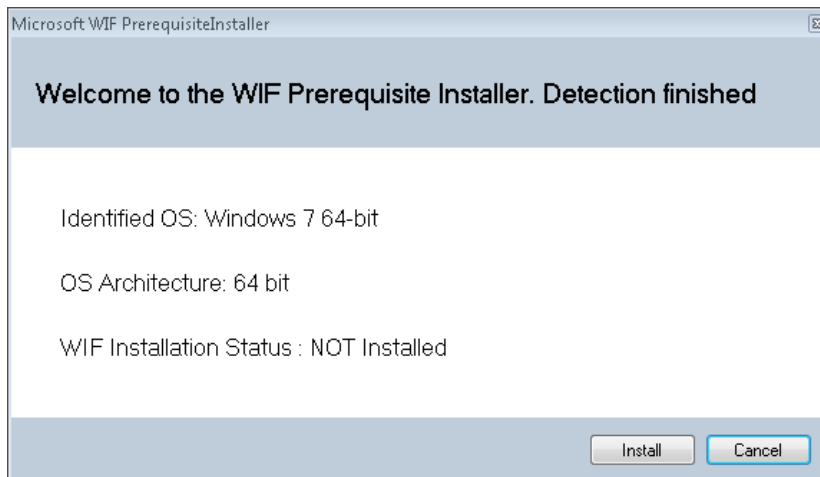 Microsoft WIF PrerequisiteInstaller
Welcome to the WIF Prerequisite Installer. Detection finished
Identified OS: Windows 7 64-bit
OS Architecture: 64 bit
WIF Installation Status : NOT Installed
Install Cancel